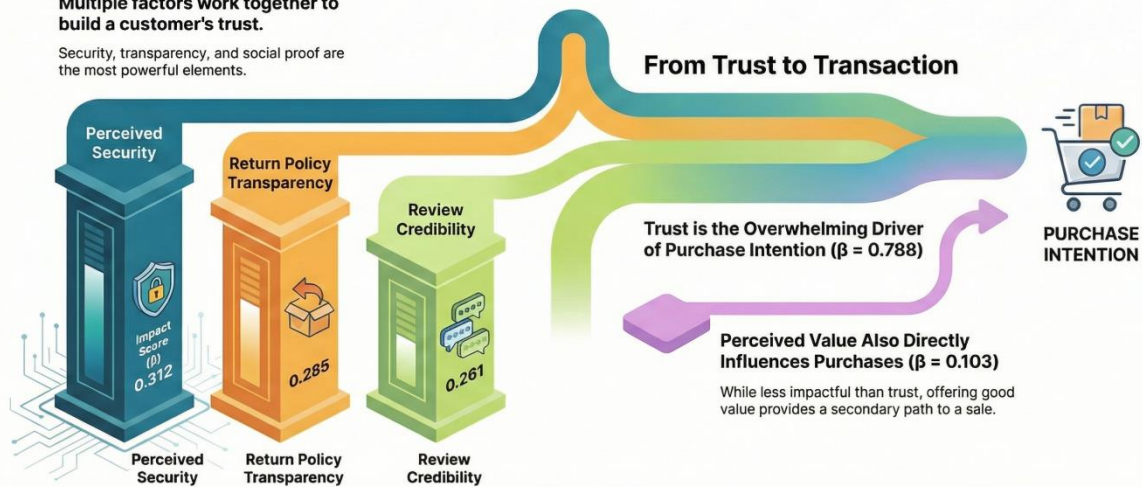 Multiple factors work together to
build a customer's trust.
Security, transparency, and social proof are
the most powerful elements.
From Trust to Transaction
Perceived
Security
Return Policy
Transparency
Review
Credibility
Impact
Score
(β)
0.312
0.285
0.261
Perceived
Security
Return Policy
Transparency
Review
Credibility
Trust is the Overwhelming Driver
of Purchase Intention (β = 0.788)
PURCHASE
INTENTION
Perceived Value Also Directly
Influences Purchases (β = 0.103)
While less impactful than trust, offering good
value provides a secondary path to a sale.